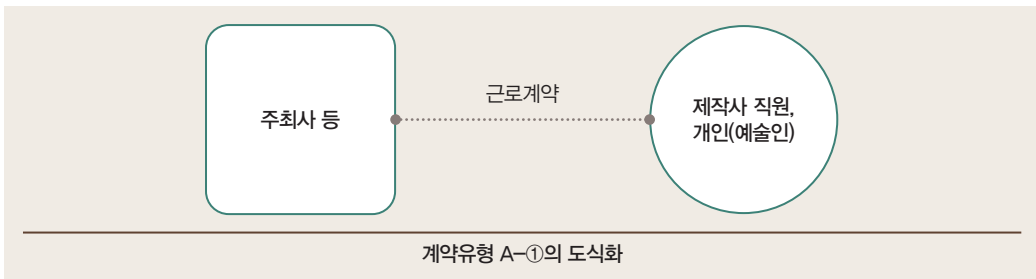 주최사 등
근로계약
제작사 직원,
개인(예술인)
계약유형 A-①의 도식화